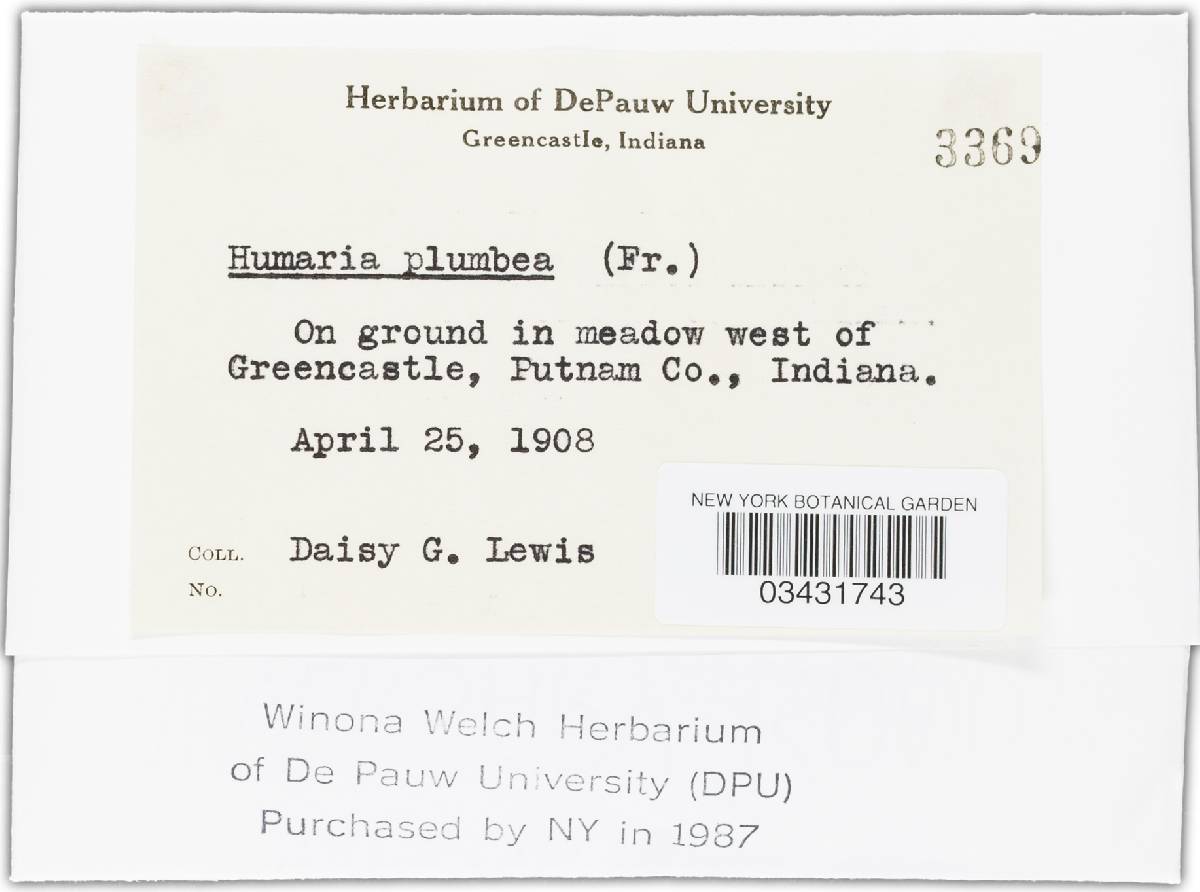 Herbarium of DePauw University
Greencastle, Indiana
3369
Humaria plumbea (Fr.)
On ground in meadow west of
Greencastle, Putnam Co., Indiana.
April 25, 1908
COLL. Daisy G. Lewis
No.
NEW YORK BOTANICAL GARDEN
03431743
Winona Welch Herbarium
of De Pauw University (DPU)
Purchased by NY in 1987